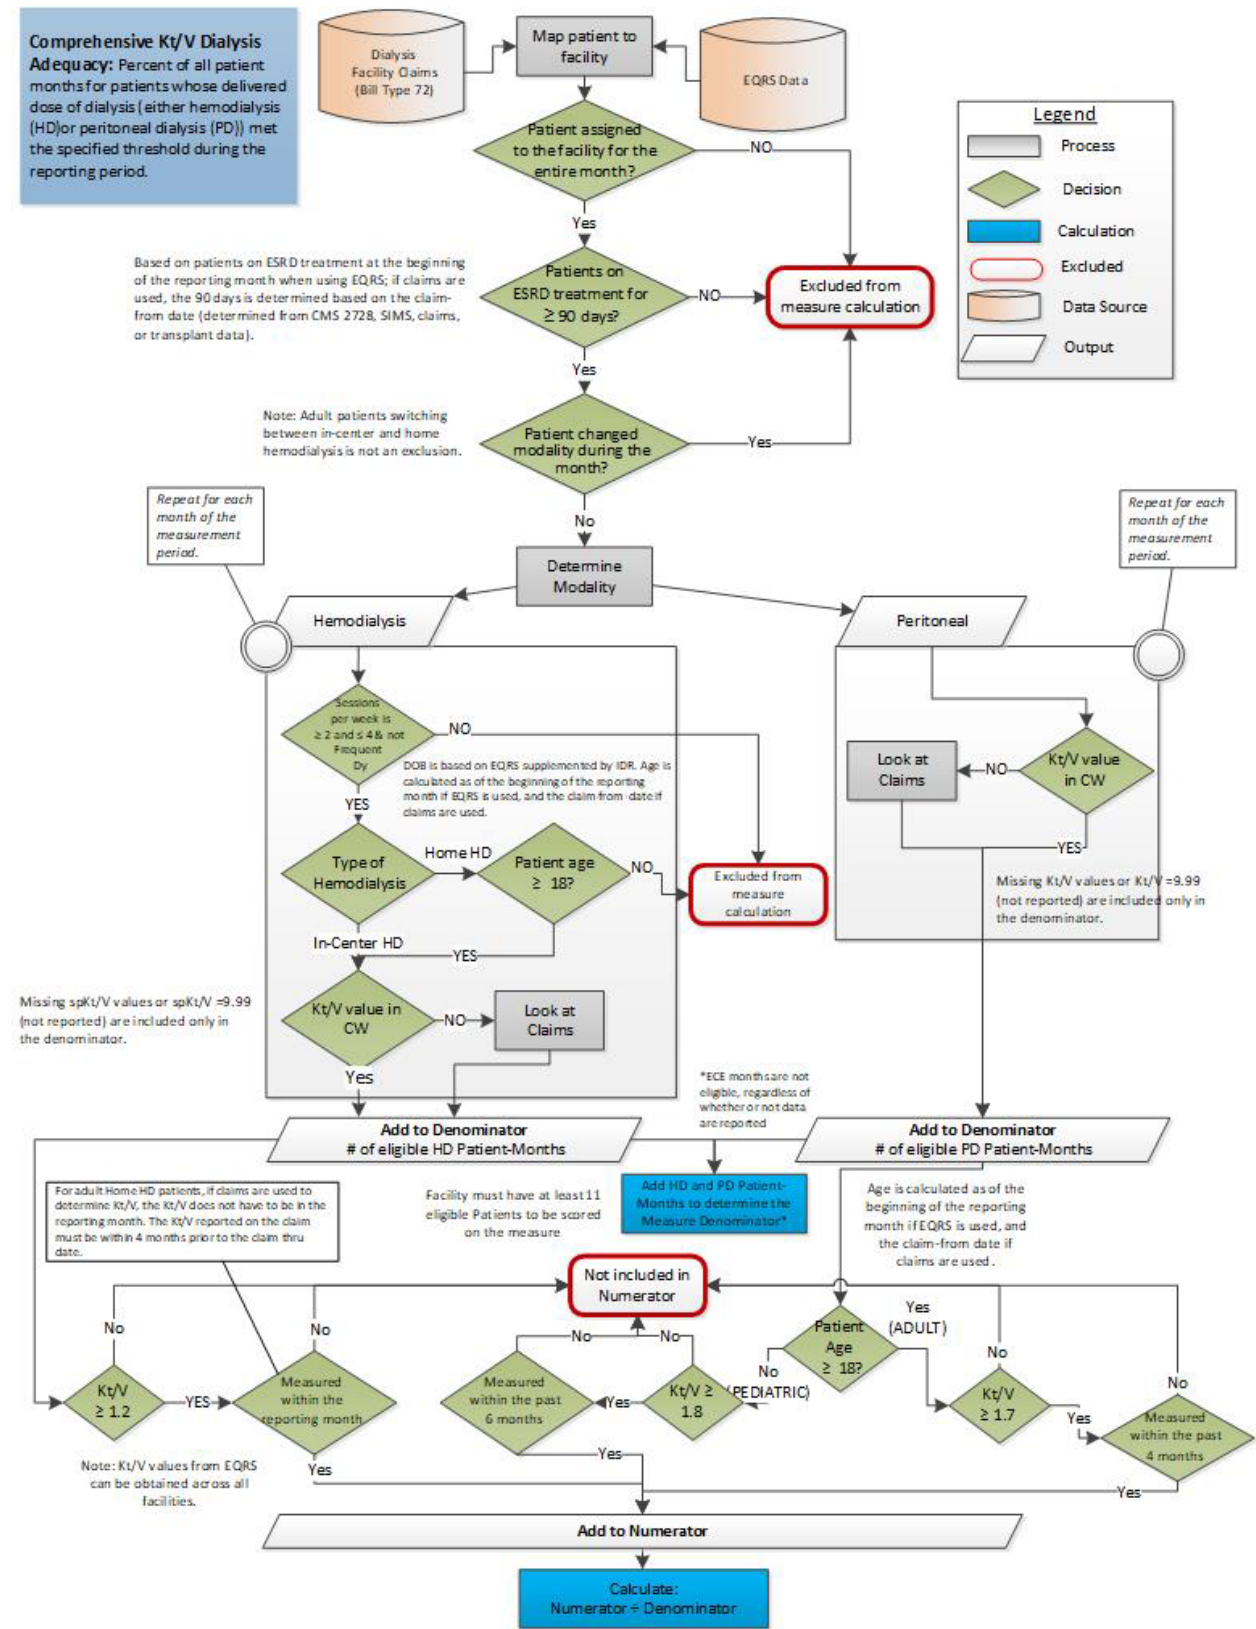 Comprehensive Kt/V Dialysis
Adequacy: Percent of all patient
months for patients whose delivered
dose of dialysis (either hemodialysis
(HD)or peritoneal dialysis (PD)) met
the specified threshold during the
reporting period.
Dialysis
Facility Claims
(Bill Type 72)
Map patient to
facility
EQRS Data
Legend
Process
Decision
Calculation
Excluded
Data Source
Output
Patient assigned
to the facility for the
entire month?
NO
Yes
Based on patients on ESRD treatment at the beginning
of the reporting month when using EQRS; if claims are
used, the 90 days is determined based on the claim-
from date (determined from CMS 2728, SIMS, claims,
or transplant data).
Patients on
ESRD treatment for
≥ 90 days?
NO
Excluded from
measure calculation
Yes
Note: Adult patients switching
between in-center and home
hemodialysis is not an exclusion.
Patient changed
modality during the
month?
Yes
No
Repeat for each
month of the
measurement
period.
Repeat for each
month of the
measurement
period.
Determine
Modality
Hemodialysis
Peritoneal
Sessions
per week is
≥ 2 and ≤ 4 & not
Frequent
Dy
NO
DOB is based on EQRS supplemented by IDR. Age is
calculated as of the beginning of the reporting
month if EQRS is used, and the claim-from-date if
claims are used.
YES
Look at
Claims
NO
Kt/V value
in CW
YES
Type of
Hemodialysis
Home HD
Patient age
≥ 18?
NO
Excluded from
measure
calculation
Missing Kt/V values or Kt/V =9.99
(not reported) are included only in
the denominator.
In-Center HD
YES
Missing spKt/V values or spKt/V =9.99
(not reported) are included only in
the denominator.
Kt/V value in
CW
NO
Look at
Claims
Yes
*ECE months are not
eligible, regardless of
whether or not data
are reported
Add to Denominator
# of eligible HD Patient-Months
Add to Denominator
# of eligible PD Patient-Months
For adult Home HD patients, if claims are used to
determine Kt/V, the Kt/V does not have to be in the
reporting month. The Kt/V reported on the claim
must be within 4 months prior to the claim thru
date.
Facility must have at least 11
eligible Patients to be scored
on the measure
Add HD and PD Patient-
Months to determine the
Measure Denominator*
Age is calculated as of the
beginning of the reporting
month if EQRS is used, and
the claim-from date if
claims are used.
Not included in
Numerator
No
No
No
No
Patient
Age
≥ 18?
Yes
(ADULT)
No
(PEDIATRIC)
No
No
Kt/V
≥ 1.2
YES
Measured
within the
reporting month
Measured
within the past
6 months
Yes
Kt/V ≥
1.8
Kt/V
≥ 1.7
Yes
Measured
within the past
4 months
Note: Kt/V values from EQRS
can be obtained across all
facilities.
Yes
Yes
Yes
Add to Numerator
Calculate:
Numerator ÷ Denominator